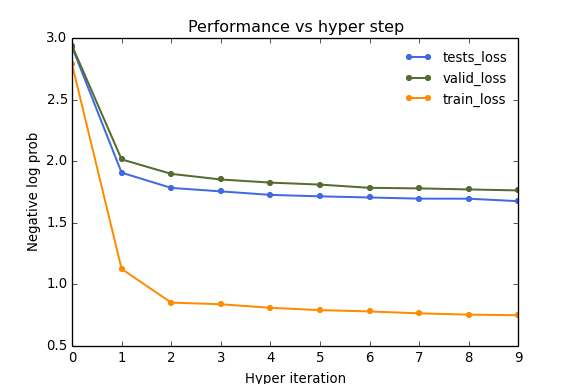 Performance vs hyper step
3.0
2.5
2.0
1.5
1.0
0.5
Negative log prob
tests_loss
valid_loss
train_loss
0 1 2 3 4 5 6 7 8 9
Hyper iteration